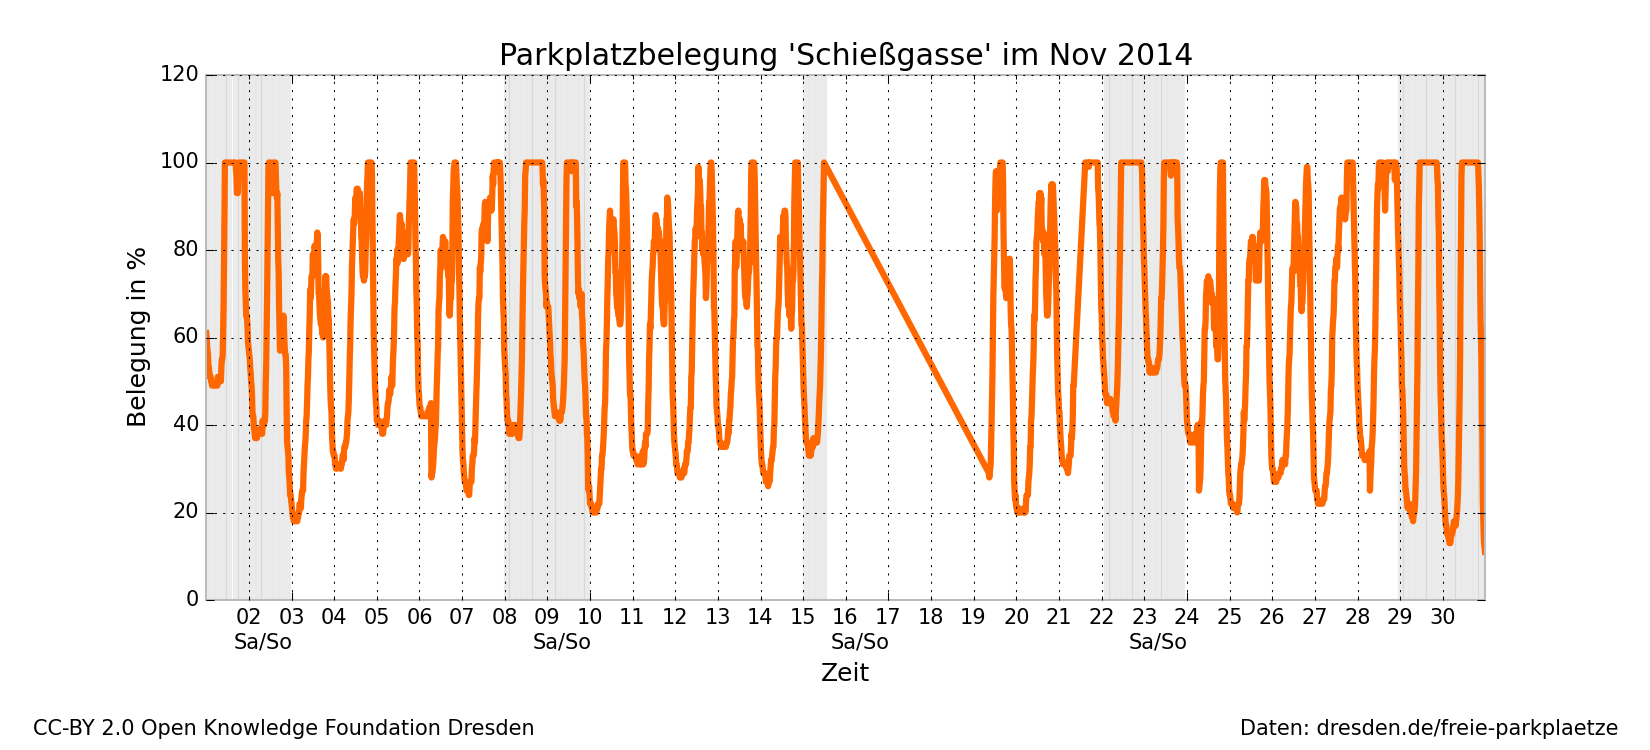 Parkplatzbelegung 'Schießgasse' im Nov 2014
120
100
80
60
40
20
0
Belegung in %
02 03 04 05 06 07 08 09 10 11 12 13 14 15 16 17 18 19 20 21 22 23 24 25 26 27 28 29 30
Sa/So Sa/So Sa/So Sa/So
Zeit
CC-BY 2.0 Open Knowledge Foundation Dresden
Daten: dresden.de/freie-parkplaetze